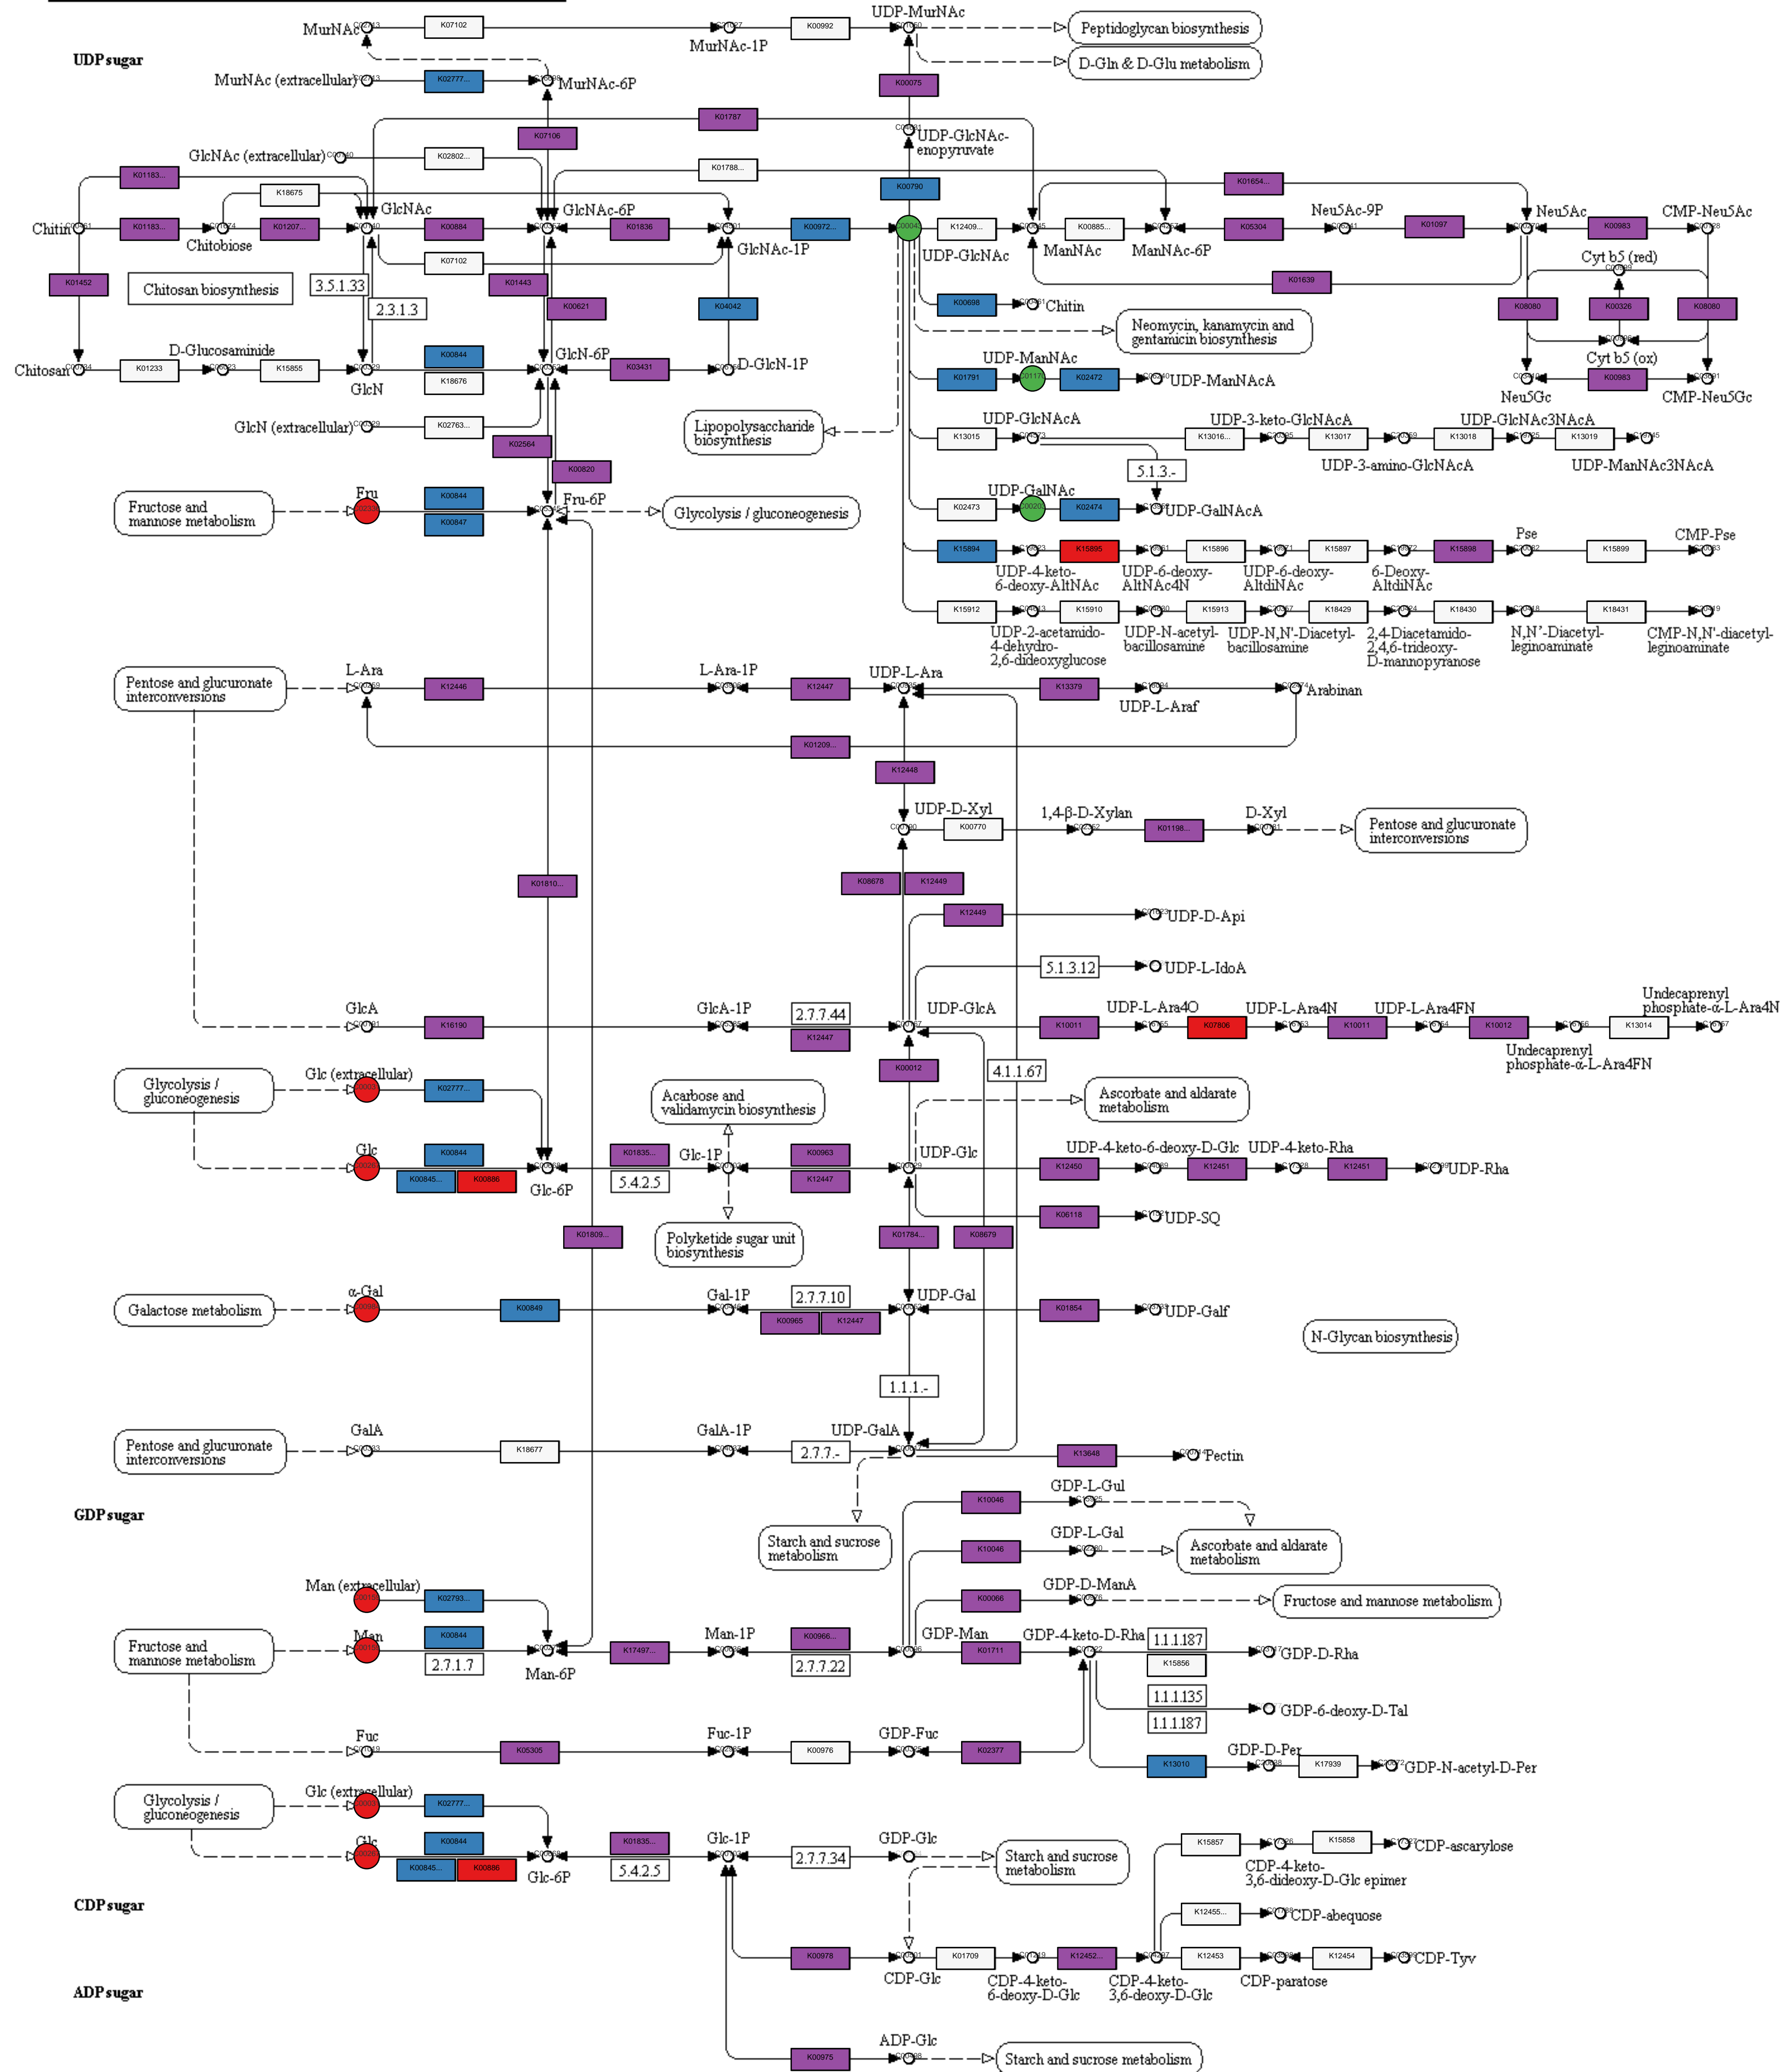 UDP sugar
MurNAc
K07102
MurNAc-1P
K00992
UDP-MurNAc
Peptidoglycan biosynthesis
D-Gln & D-Glu metabolism
MurNAc (extracellular)
K02777...
MurNAc-6P
K00075
K07106
K01787
UDP-GlcNAc-
enopyruvate
GlcNAc (extracellular)
K02802...
K01788...
K01183...
K18675
K00790
K01654...
Chitin
K01183...
Chitobiose
K01207...
GlcNAc
K00884
GlcNAc-6P
K01836
GlcNAc-1P
K00972...
UDP-GlcNAc
K12409...
ManNAc
K00885...
ManNAc-6P
K05304
Neu5Ac-9P
K01097
Neu5Ac
K00983
CMP-Neu5Ac
K07102
K01452
Chitosan biosynthesis
3.5.1.33
2.3.1.3
K01443
K00621
K04042
K00698
Chitin
K01639
Cyt b5 (red)
K08080
K00326
K08080
Cyt b5 (ox)
Neomycin, kanamycin and
gentamicin biosynthesis
Chitosan
K01233
D-Glucosaminide
K15855
GlcN
K00844
K18676
GlcN-6P
K03431
D-GlcN-1P
UDP-ManNAc
K01791
K02472
UDP-ManNAcA
Neu5Gc
K00983
CMP-Neu5Gc
GlcN (extracellular)
K02763...
K02564
K00820
Lipopolysaccharide
biosynthesis
K13015
UDP-GlcNAcA
K13016...
UDP-3-keto-GlcNAcA
K13017
UDP-3-amino-GlcNAcA
K13018
UDP-GlcNAc3NAcA
K13019
UDP-ManNAc3NAcA
5.1.3.-
Fructose and
mannose metabolism
Fru
K00844
K00847
Fru-6P
Glycolysis / gluconeogenesis
K02473
UDP-GalNAc
K02474
UDP-GalNAcA
K15894
UDP-4-keto-
6-deoxy-AltNAc
K15895
UDP-6-deoxy-
AltNAc4N
K15896
UDP-6-deoxy-
AltdiNAc
K15897
6-Deoxy-
AltdiNAc
K15898
Pse
K15899
CMP-Pse
K15912
UDP-2-acetamido-
4-dehydro-
2,6-dideoxyglucose
K15910
UDP-N-acetyl-
bacillosamine
K15913
UDP-N,N'-Diacetyl-
bacillosamine
K18429
2,4-Diacetamido-
2,4,6-trideoxy-
D-mannopyranose
K18430
N,N'-Diacetyl-
leginoaminate
K18431
CMP-N,N'-diacetyl-
leginoaminate
Pentose and glucuronate
interconversions
L-Ara
K12446
L-Ara-1P
K12447
UDP-L-Ara
K13379
UDP-L-Araf
Arabinan
K01209...
K12448
UDP-D-Xyl
K00770
1,4-β-D-Xylan
K01198...
D-Xyl
Pentose and glucuronate
interconversions
K01810...
K08678
K12449
K12449
UDP-D-Api
5.1.3.12
UDP-L-IdoA
GlcA
K16190
GlcA-1P
2.7.7.44
K12447
UDP-GlcA
K10011
UDP-L-Ara4O
K07806
UDP-L-Ara4N
K10011
UDP-L-Ara4FN
K10012
Undecaprenyl
phosphate-α-L-Ara4FN
K13014
Undecaprenyl
phosphate-α-L-Ara4N
K00012
4.1.1.67
Glycolysis /
gluconeogenesis
Glc (extracellular)
K02777...
Acarbose and
validamycin biosynthesis
Ascorbate and aldarate
metabolism
Glc
K00844
K00845...
K00886
Glc-6P
K01835...
5.4.2.5
Glc-1P
K00963
K12447
UDP-Glc
K12450
UDP-4-keto-6-deoxy-D-Glc
K12451
UDP-4-keto-Rha
K12451
UDP-Rha
K06118
UDP-SQ
K01809...
Polyketide sugar unit
biosynthesis
K01784...
K08679
Galactose metabolism
α-Gal
K00849
Gal-1P
2.7.7.10
K00965
K12447
UDP-Gal
K01854
UDP-Galf
N-Glycan biosynthesis
1.1.1.-
Pentose and glucuronate
interconversions
GalA
K18677
GalA-1P
2.7.7.-
UDP-GalA
K13648
Pectin
GDP sugar
Starch and sucrose
metabolism
K10046
GDP-L-Gul
K10046
GDP-L-Gal
Ascorbate and aldarate
metabolism
Man (extracellular)
K02793...
K00066
GDP-D-ManA
Fructose and mannose metabolism
Fructose and
mannose metabolism
Man
K00844
2.7.1.7
Man-6P
K17497...
Man-1P
K00966...
2.7.7.22
GDP-Man
K01711
GDP-4-keto-D-Rha
1.1.1.187
K15856
GDP-D-Rha
1.1.1.135
1.1.1.187
GDP-6-deoxy-D-Tal
Fuc
K05305
Fuc-1P
K00976
GDP-Fuc
K02377
K13010
GDP-D-Per
K17939
GDP-N-acetyl-D-Per
Glycolysis /
gluconeogenesis
Glc (extracellular)
K02777...
Glc
K00844
K00845...
K00886
Glc-6P
K01835...
5.4.2.5
Glc-1P
2.7.7.34
GDP-Glc
Starch and sucrose
metabolism
K15857
CDP-4-keto-
3,6-dideoxy-D-Glc epimer
K15858
CDP-ascarylose
CDP sugar
K12455...
CDP-abequose
K00978
CDP-Glc
K01709
CDP-4-keto-
6-deoxy-D-Glc
K12452...
CDP-4-keto-
3,6-deoxy-D-Glc
K12453
CDP-paratose
K12454
CDP-Tyv
ADP sugar
K00975
ADP-Glc
Starch and sucrose metabolism